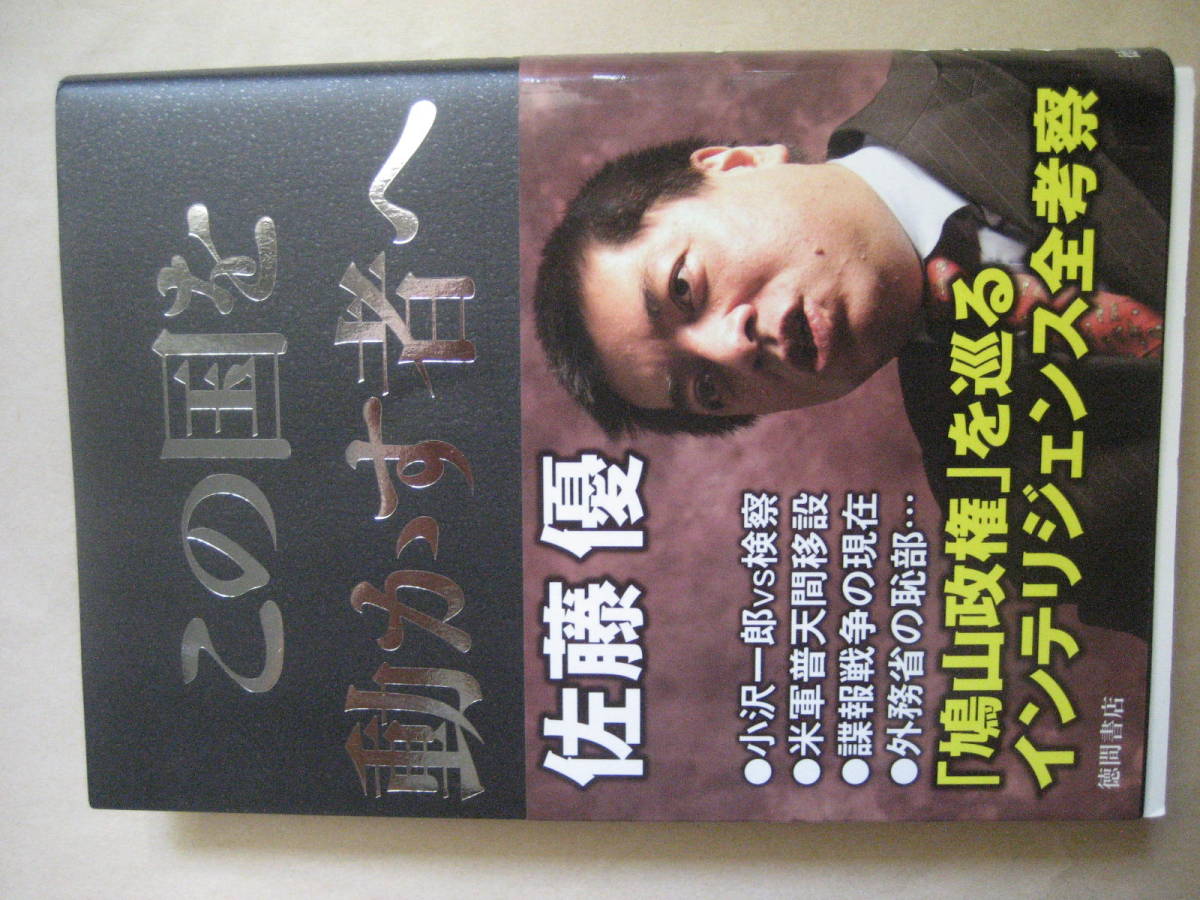 この国を
動かす者へ
佐藤 優
●小沢一郎vs検察
●米軍普天間移設
●諜報戦争の現在
●外務省の恥部…
「鳩山政権」を巡る
インテリジェンス全考察
徳間書店